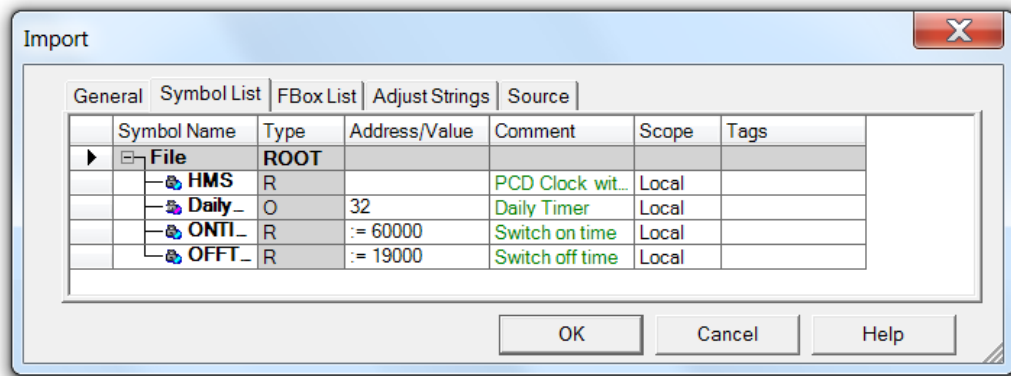 Import
General Symbol List FBox List Adjust Strings Source
Symbol Name Type Address/Value Comment Scope Tags
File ROOT
HMS R PCD Clock wit... Local
Daily_ O 32 Daily Timer Local
ONTI_ R := 60000 Switch on time Local
OFFT_ R := 19000 Switch off time Local
OK Cancel Help